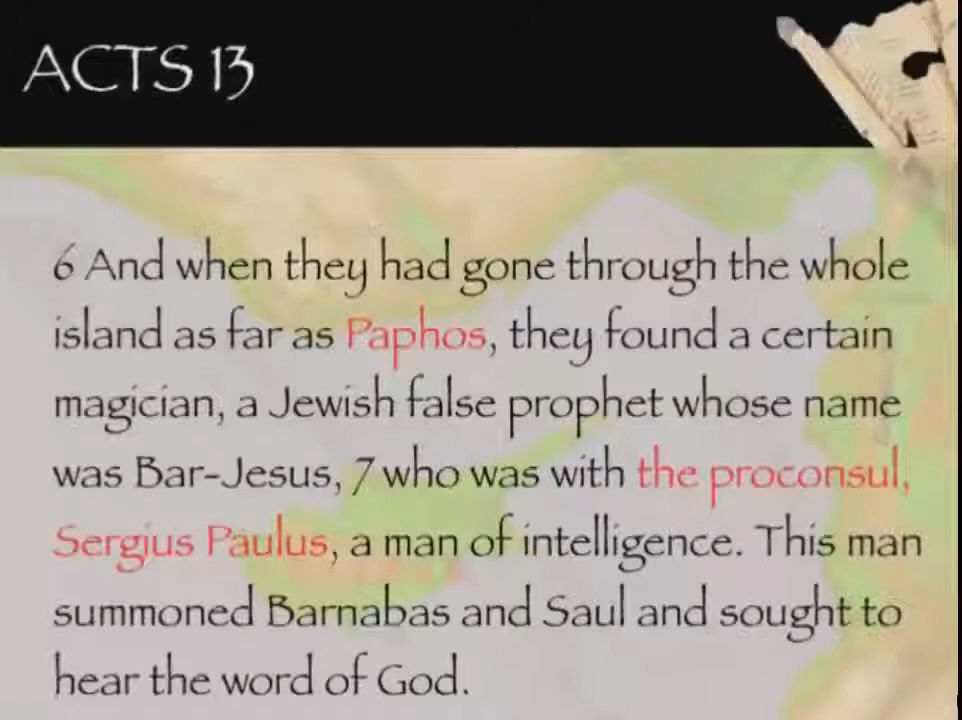 ACTS 13
6 And when they had gone through the whole
island as far as Paphos, they found a certain
magician, a Jewish false prophet whose name
was Bar-Jesus, 7 who was with the proconsul,
Sergius Paulus, a man of intelligence. This man
summoned Barnabas and Saul and sought to
hear the word of God.